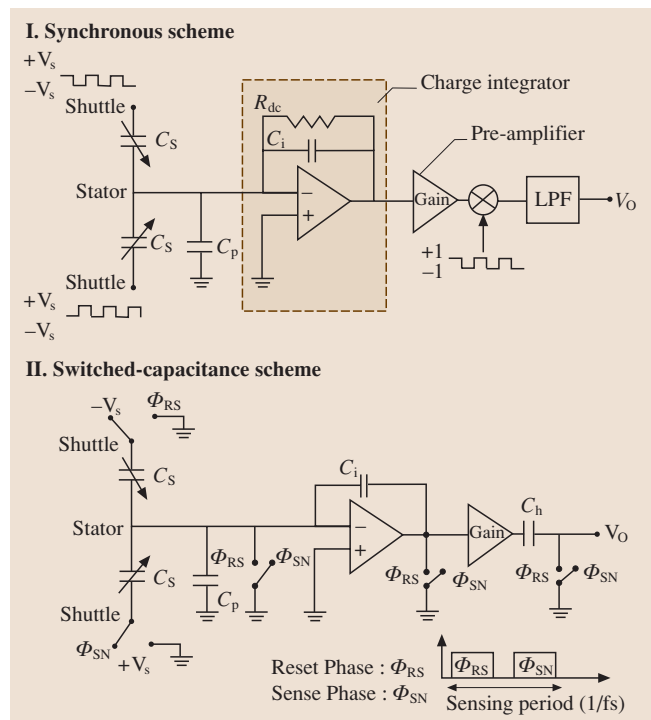 I. Synchronous scheme
+Vs
−Vs
Shuttle
CS
Stator
CS
Cp
Shuttle
+Vs
−Vs
Rdc
Ci
−
+
Charge integrator
Pre-amplifier
Gain
LPF
VO
+1
−1
II. Switched-capacitance scheme
−Vs
ΦRS
Shuttle
CS
Stator
CS
Shuttle
ΦSN
+Vs
ΦRS
ΦSN
Cp
Ci
−
+
ΦRS
ΦSN
Gain
Ch
VO
ΦRS
ΦSN
Reset Phase : ΦRS
Sense Phase : ΦSN
ΦRS
ΦSN
Sensing period (1/fs)